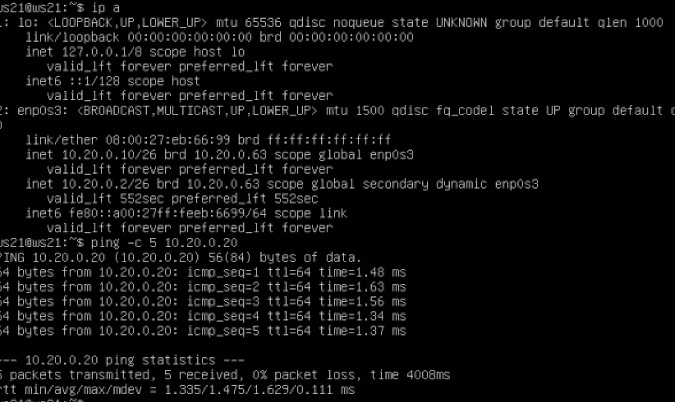 ws21@ws21:~$ ip a
1: lo: <LOOPBACK,UP,LOWER_UP> mtu 65536 qdisc noqueue state UNKNOWN group default qlen 1000
link/loopback 00:00:00:00:00:00 brd 00:00:00:00:00:00
inet 127.0.0.1/8 scope host lo
valid_lft forever preferred_lft forever
inet6 ::1/128 scope host
valid_lft forever preferred_lft forever
2: enp0s3: <BROADCAST,MULTICAST,UP,LOWER_UP> mtu 1500 qdisc fq_codel state UP group default q
0
link/ether 08:00:27:eb:66:99 brd ff:ff:ff:ff:ff:ff
inet 10.20.0.10/26 brd 10.20.0.63 scope global enp0s3
valid_lft forever preferred_lft forever
inet 10.20.0.2/26 brd 10.20.0.63 scope global secondary dynamic enp0s3
valid_lft 552sec preferred_lft 552sec
inet6 fe80::a00:27ff:feeb:6699/64 scope link
valid_lft forever preferred_lft forever
ws21@ws21:~$ ping -c 5 10.20.0.20
PING 10.20.0.20 (10.20.0.20) 56(84) bytes of data.
64 bytes from 10.20.0.20: icmp_seq=1 ttl=64 time=1.48 ms
64 bytes from 10.20.0.20: icmp_seq=2 ttl=64 time=1.63 ms
64 bytes from 10.20.0.20: icmp_seq=3 ttl=64 time=1.56 ms
64 bytes from 10.20.0.20: icmp_seq=4 ttl=64 time=1.34 ms
64 bytes from 10.20.0.20: icmp_seq=5 ttl=64 time=1.37 ms
--- 10.20.0.20 ping statistics ---
5 packets transmitted, 5 received, 0% packet loss, time 4008ms
rtt min/avg/max/mdev = 1.335/1.475/1.629/0.111 ms